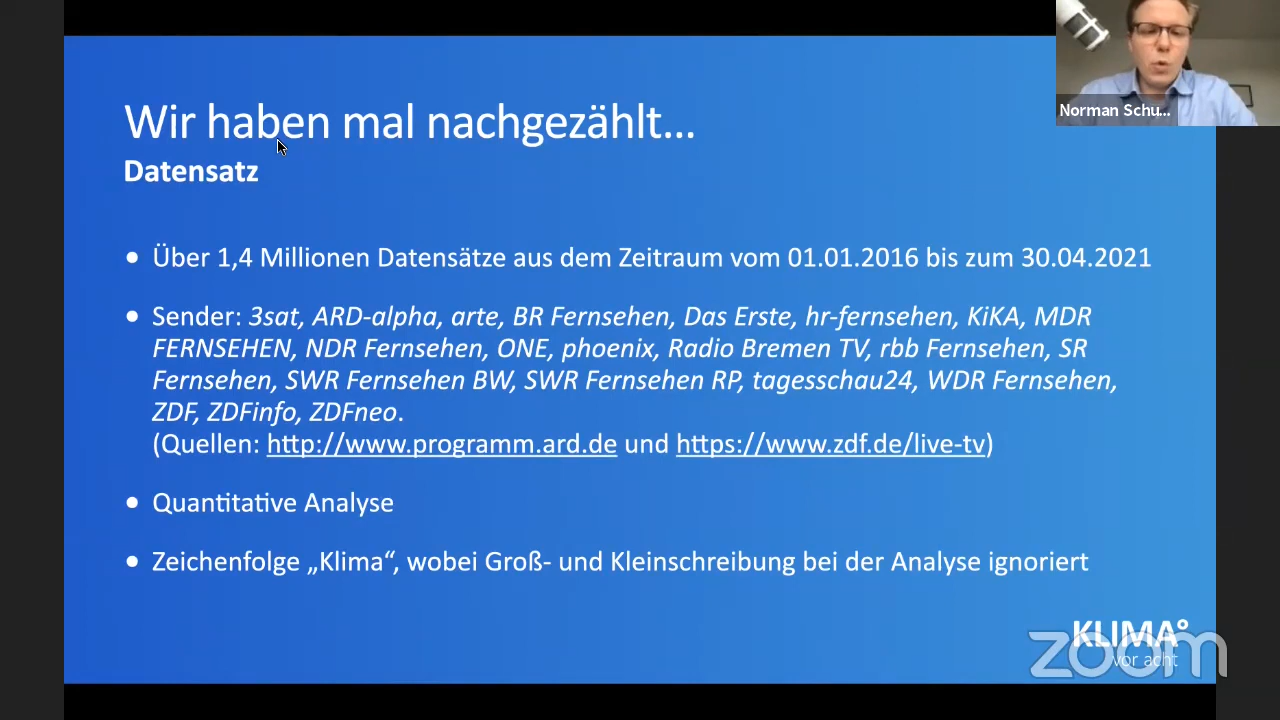 Wir haben mal nachgezählt...
Datensatz
Norman Schu...
• Über 1,4 Millionen Datensätze aus dem Zeitraum vom 01.01.2016 bis zum 30.04.2021
• Sender: 3sat, ARD-alpha, arte, BR Fernsehen, Das Erste, hr-fernsehen, KiKA, MDR
FERNSEHEN, NDR Fernsehen, ONE, phoenix, Radio Bremen TV, rbb Fernsehen, SR
Fernsehen, SWR Fernsehen BW, SWR Fernsehen RP, tagesschau24, WDR Fernsehen,
ZDF, ZDFinfo, ZDFneo.
(Quellen: http://www.programm.ard.de und https://www.zdf.de/live-tv)
• Quantitative Analyse
• Zeichenfolge „Klima“, wobei Groß- und Kleinschreibung bei der Analyse ignoriert
KLIMA°
vor acht
zoom